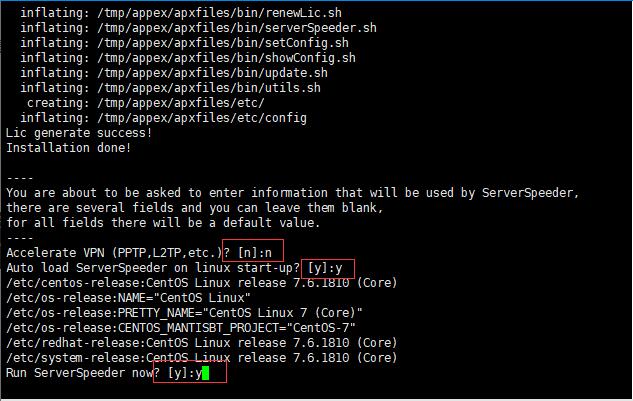 inflating: /tmp/appex/apxfiles/bin/renewLic.sh
inflating: /tmp/appex/apxfiles/bin/serverSpeeder.sh
inflating: /tmp/appex/apxfiles/bin/setConfig.sh
inflating: /tmp/appex/apxfiles/bin/showConfig.sh
inflating: /tmp/appex/apxfiles/bin/update.sh
inflating: /tmp/appex/apxfiles/bin/utils.sh
creating: /tmp/appex/apxfiles/etc/
inflating: /tmp/appex/apxfiles/etc/config
Lic generate success!
Installation done!
----
You are about to be asked to enter information that will be used by ServerSpeeder,
there are several fields and you can leave them blank,
for all fields there will be a default value.
----
Accelerate VPN (PPTP,L2TP,etc.)? [n]:n
Auto load ServerSpeeder on linux start-up? [y]:y
/etc/centos-release:CentOS Linux release 7.6.1810 (Core)
/etc/os-release:NAME="CentOS Linux"
/etc/os-release:PRETTY_NAME="CentOS Linux 7 (Core)"
/etc/os-release:CENTOS_MANTISBT_PROJECT="CentOS-7"
/etc/redhat-release:CentOS Linux release 7.6.1810 (Core)
/etc/system-release:CentOS Linux release 7.6.1810 (Core)
Run ServerSpeeder now? [y]:y